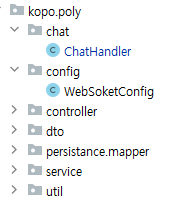 kopo.poly
chat
ChatHandler
config
WebSoketConfig
controller
dto
persistance.mapper
service
util